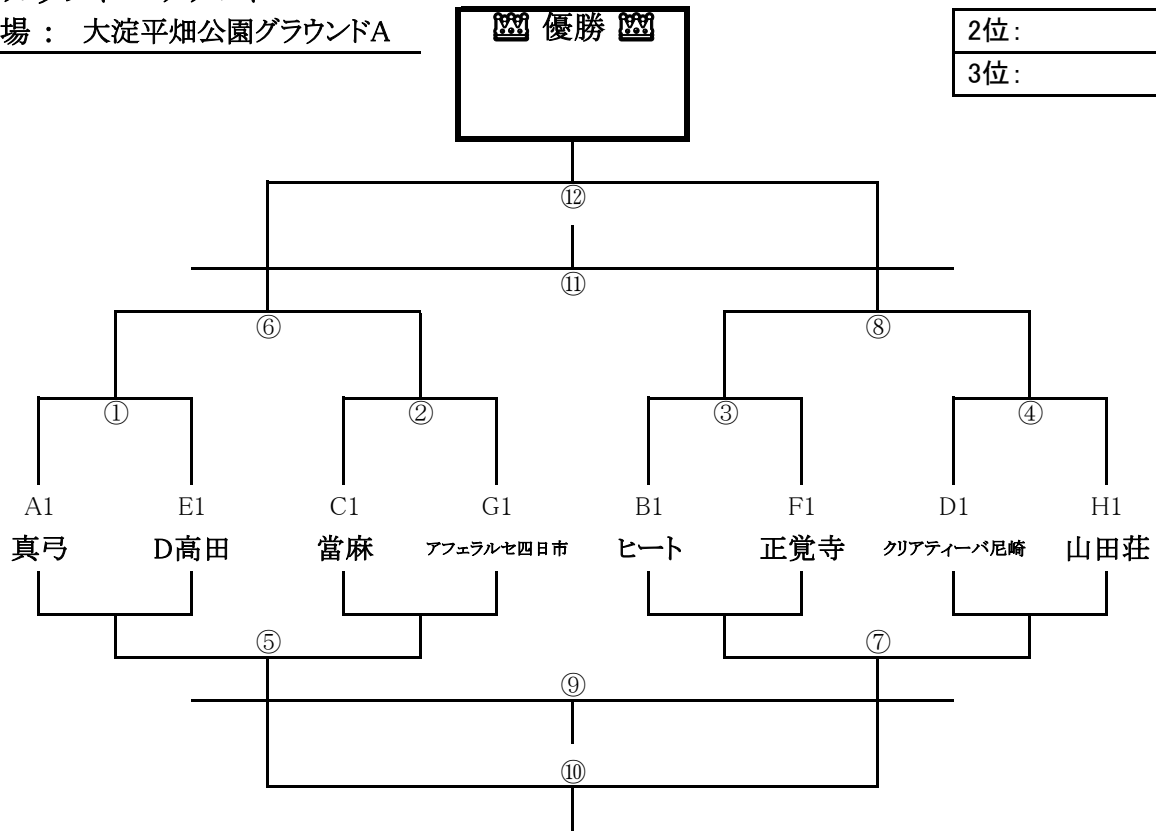 場 ： 大淀平畑公園グラウンドA
優勝
2位：
3位：
⑫
⑪
⑥ ⑧
① ② ③ ④
A1 E1 C1 G1 B1 F1 D1 H1
真弓 D高田 當麻 アフェラルセ四日市 ヒート 正覚寺 クリアティーバ尼崎 山田荘
⑤ ⑦
⑨
⑩